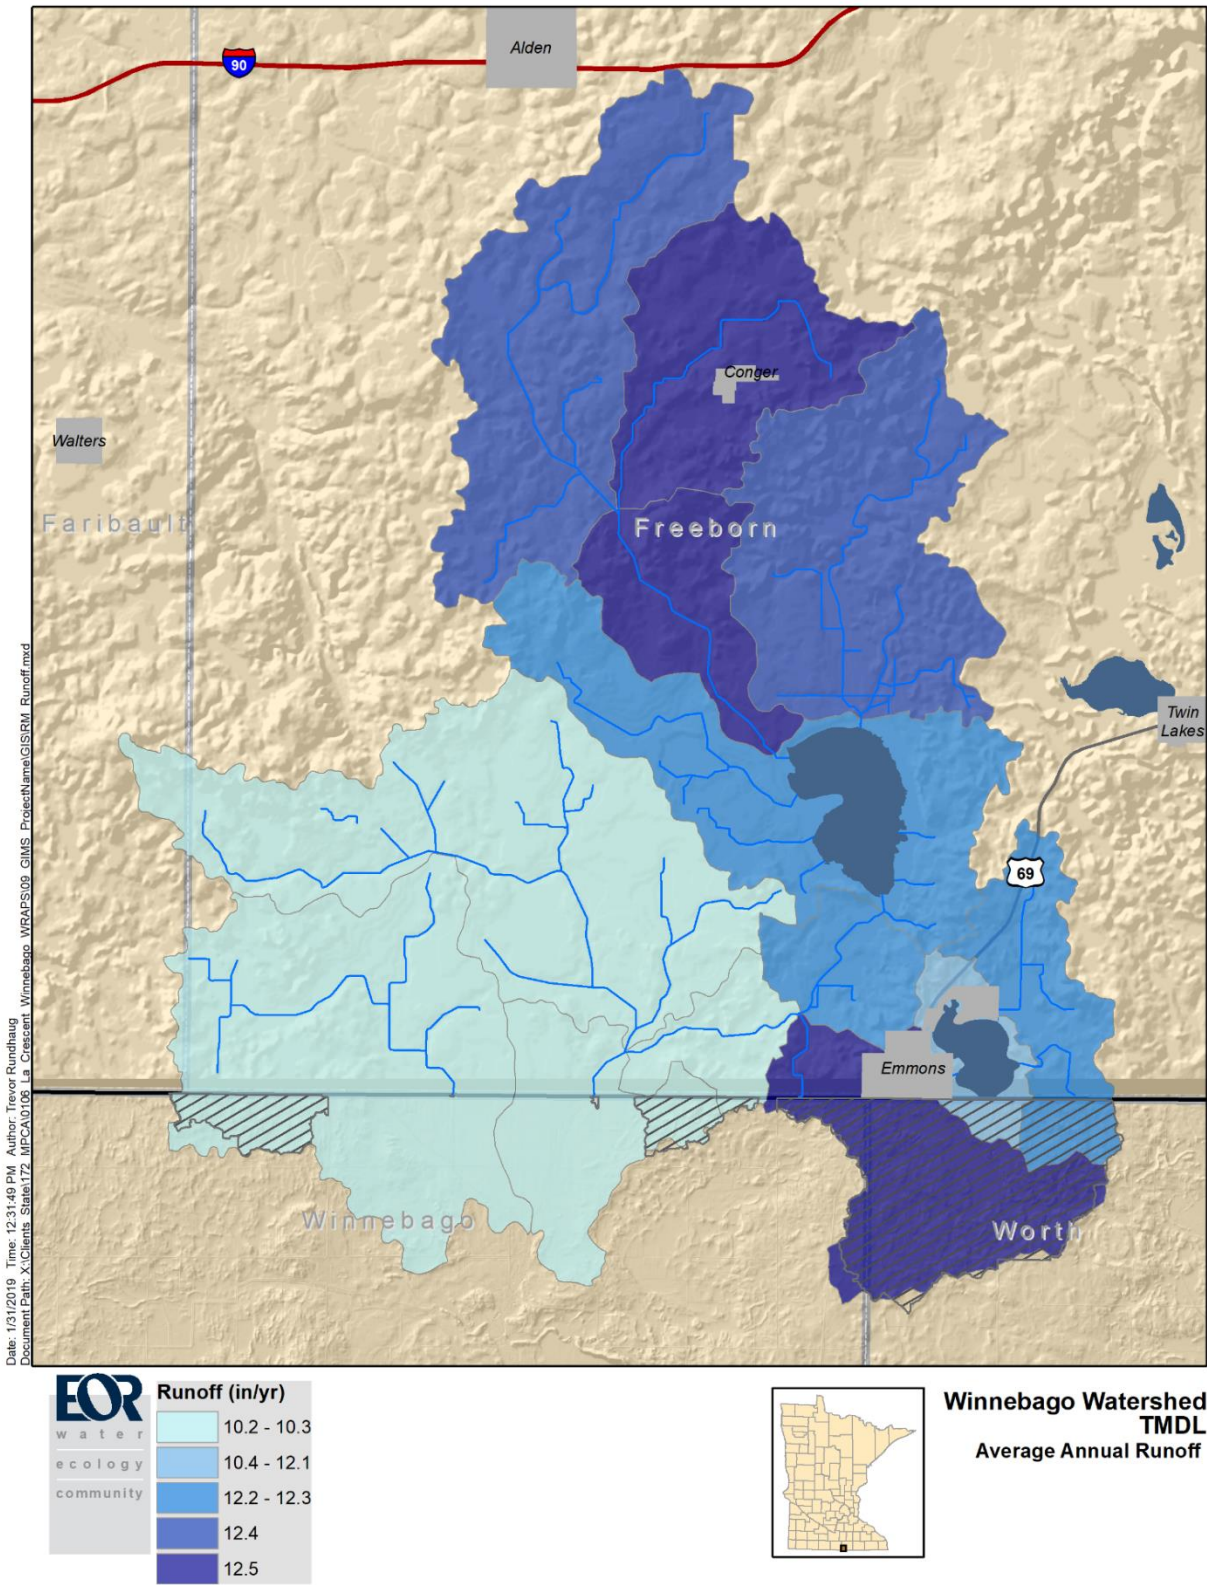 Alden
90
Conger
Walters
Faribault
Freeborn
Twin
Lakes
69
Emmons
Winnebago
Worth
Date: 1/31/2019 Time: 12:31:49 PM Author: Trevor Rundhaug
Document Path: X:\Clients_State\172_MPCA\0106_La_Crescent_Winnebago_WRAPS\09_GIMS_ProjectName\GIS\RM_Runoff.mxd
EOR
water
ecology
community
Runoff (in/yr)
10.2 - 10.3
10.4 - 12.1
12.2 - 12.3
12.4
12.5
Winnebago Watershed
TMDL
Average Annual Runoff